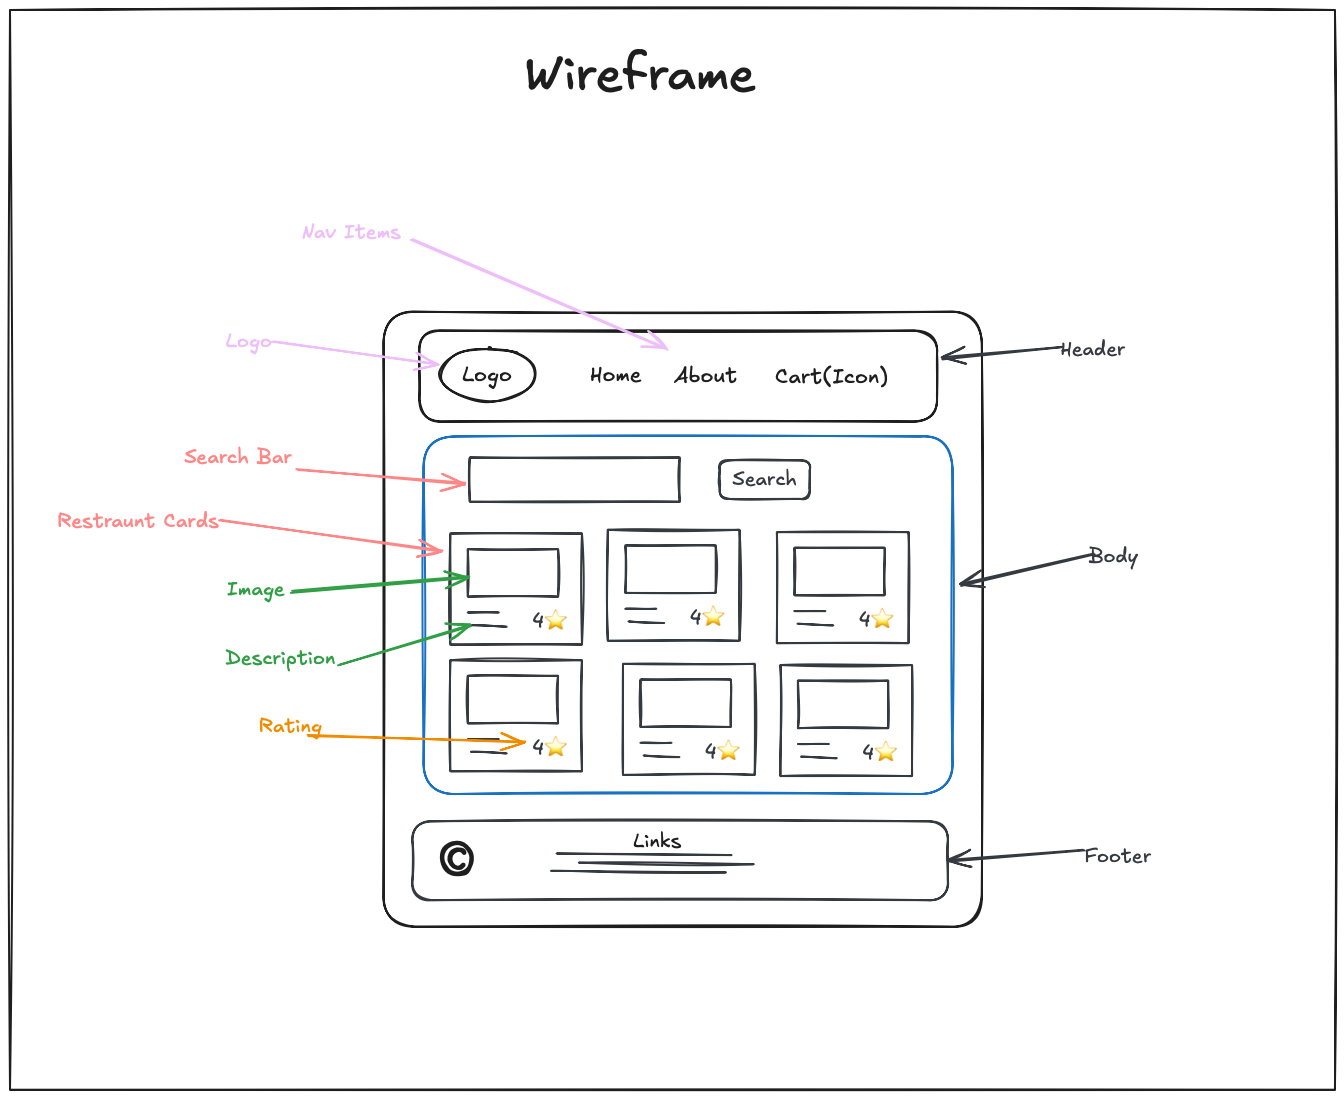 Wireframe
Nav Items
Logo
Header
Logo
Home About Cart(Icon)
Search Bar
Search
Restraunt Cards
Body
Image
4⭐ 4⭐ 4⭐
Description
Rating
4⭐ 4⭐ 4⭐
Links
©
Footer